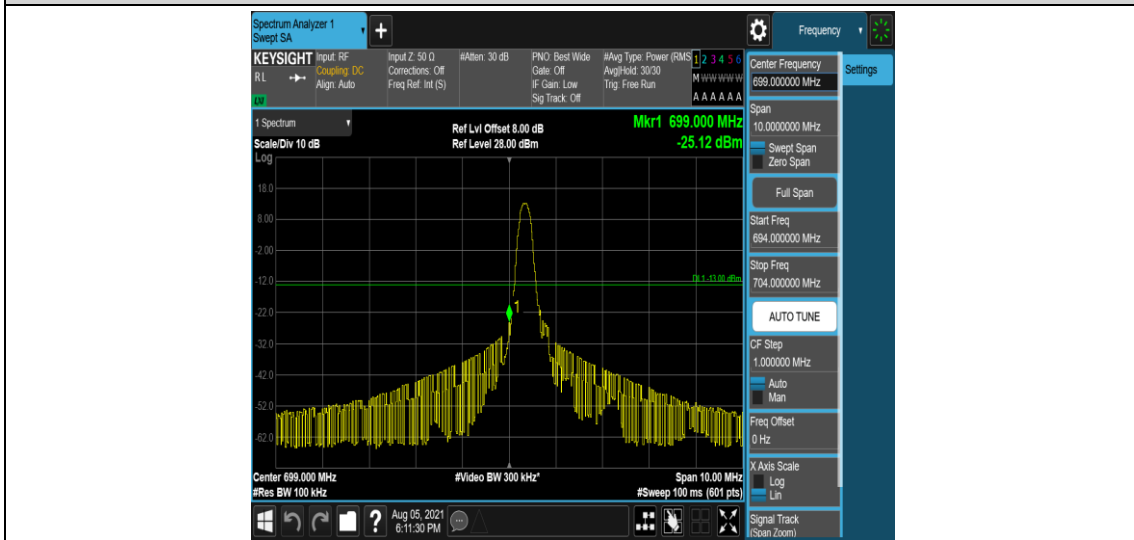 Spectrum Analyzer 1
Swept SA
+
Frequency
KEYSIGHT
Input: RF
Coupling: DC
Align: Auto
Input Z: 50 Ω
Corrections: Off
Freq Ref: Int (S)
#Atten: 30 dB
PNO: Best Wide
Gate: Off
IF Gain: Low
Sig Track: Off
#Avg Type: Power (RMS
Avg|Hold: 30/30
Trig: Free Run
1 2 3 4 5 6
M W W W W W
A A A A A A
R L
LXI
1 Spectrum
Scale/Div 10 dB
Ref Lvl Offset 8.00 dB
Ref Level 28.00 dBm
Mkr1 699.000 MHz
-25.12 dBm
Log
18.0
8.00
-2.00
-12.0
DL1 -13.00 dBm
1
-22.0
-32.0
-42.0
-52.0
-62.0
Center 699.000 MHz
#Video BW 300 kHz*
Span 10.00 MHz
#Res BW 100 kHz
#Sweep 100 ms (601 pts)
Center Frequency
699.000000 MHz
Settings
Span
10.0000000 MHz
Swept Span
Zero Span
Full Span
Start Freq
694.000000 MHz
Stop Freq
704.000000 MHz
AUTO TUNE
CF Step
1.000000 MHz
Auto
Man
Freq Offset
0 Hz
X Axis Scale
Log
Lin
Signal Track
(Span Zoom)
?
Aug 05, 2021
6:11:30 PM